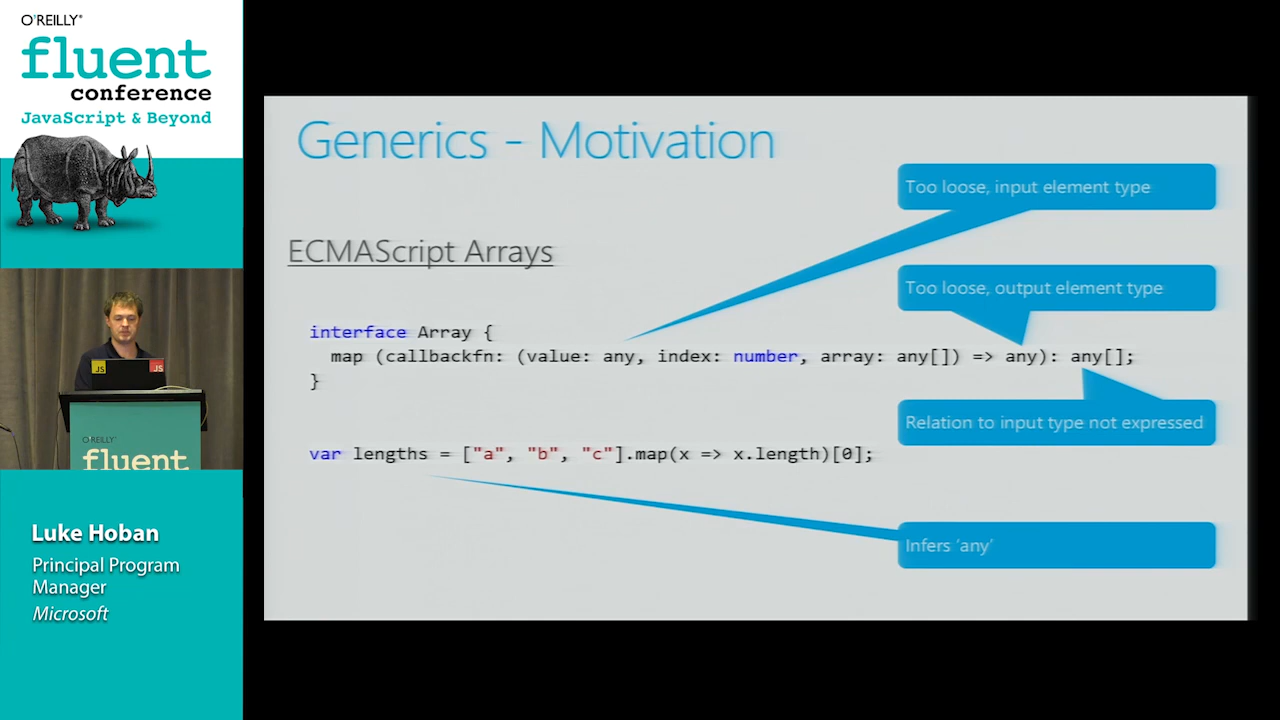 O'REILLY®
fluent
conference
JavaScript & Beyond
JS
JS
O'REILLY
fluent
Luke Hoban
Principal Program
Manager
Microsoft
Generics - Motivation
Too loose, input element type
ECMAScript Arrays
Too loose, output element type
interface Array {
map (callbackfn: (value: any, index: number, array: any[]) => any): any[];
}
Relation to input type not expressed
var lengths = ["a", "b", "c"].map(x => x.length)[0];
Infers ‘any’